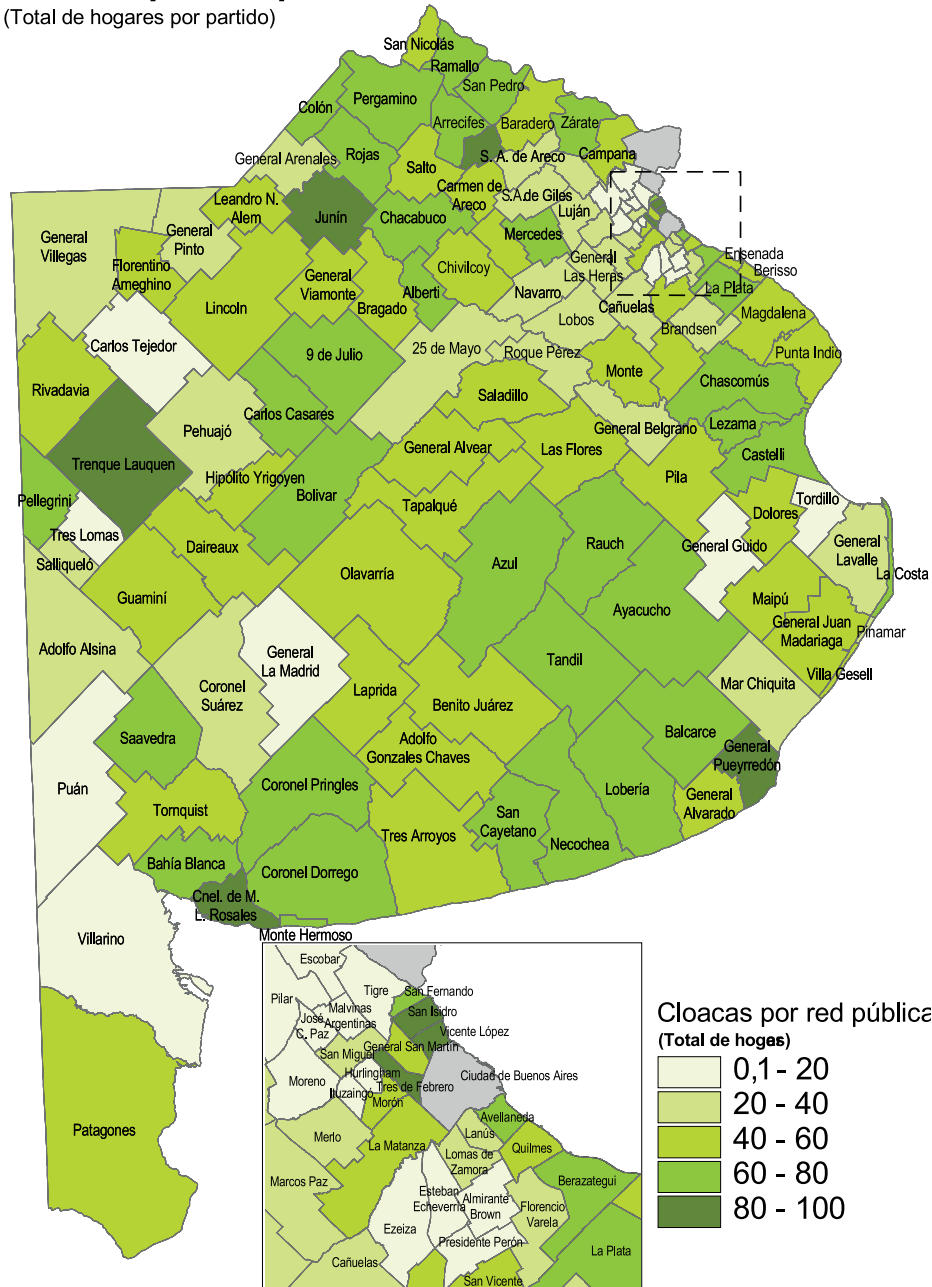 (Total de hogares por partido)
San Nicolás
Ramallo
San Pedro
Colón
Pergamino
Arrecifes
Baradero
Zárate
General Arenales
Rojas
Salto
S. A. de Areco
Campana
Leandro N.
Alem
Junín
Chacabuco
Carmen de
Areco
S.A.de Giles
Luján
General
Villegas
General
Pinto
Florentino
Ameghino
Mercedes
General
Viamonte
Chivilcoy
General
Las Heras
Ensenada
Berisso
La Plata
Lincoln
Bragado
Alberti
Navarro
Cañuelas
Magdalena
Carlos Tejedor
9 de Julio
25 de Mayo
Lobos
Brandsen
Roque Pèrez
Punta Indio
Rivadavia
Monte
Chascomús
Saladillo
Pehuajó
Carlos Casares
General Belgrano
Lezama
Trenque Lauquen
General Alvear
Las Flores
Castelli
Hipólito Yrigoyen
Pila
Pellegrini
Bolivar
Tapalqué
Tordillo
Tres Lomas
Dolores
Daireaux
Rauch
General Guido
General
Lavalle
Salliqueló
Azul
Olavarría
La Costa
Guaminí
Maipú
Ayacucho
General Juan
Madariaga
Pinamar
Adolfo Alsina
General
La Madrid
Tandil
Villa Gesell
Coronel
Suárez
Laprida
Mar Chiquita
Benito Juárez
Saavedra
Adolfo
Gonzales Chaves
Balcarce
General
Pueyrredón
Puán
Coronel Pringles
Lobería
General
Alvarado
Tornquist
San
Cayetano
Tres Arroyos
Necochea
Bahía Blanca
Coronel Dorrego
Cnel. de M.
L. Rosales
Villarino
Monte Hermoso
Patagones
Escobar
Tigre
San Fernando
Pilar
Malvinas
Argentinas
San Isidro
José
C. Paz
Vicente López
General San Martín
San Miguel
Hurlingham
Ciudad de Buenos Aires
Moreno
Tres de Febrero
Ituzaingó
Morón
Avellaneda
Merlo
La Matanza
Lanús
Quilmes
Lomas de
Zamora
Marcos Paz
Berazategui
Esteban
Echeverría
Almirante
Brown
Florencio
Varela
Ezeiza
Presidente Perón
La Plata
Cañuelas
San Vicente
Cloacas por red pública
(Total de hogas)
0,1 - 20
20 - 40
40 - 60
60 - 80
80 - 100